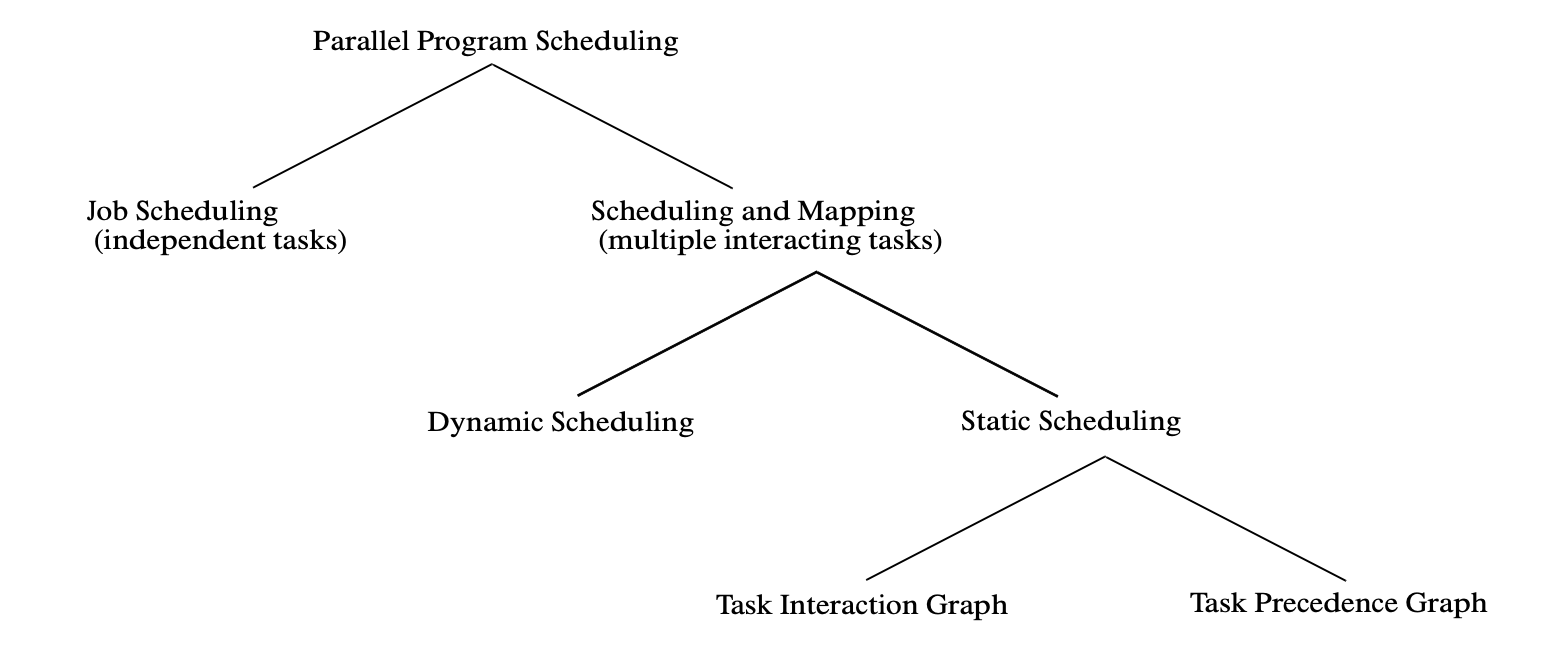 Parallel Program Scheduling
Job Scheduling
(independent tasks)
Scheduling and Mapping
(multiple interacting tasks)
Dynamic Scheduling
Static Scheduling
Task Interaction Graph
Task Precedence Graph